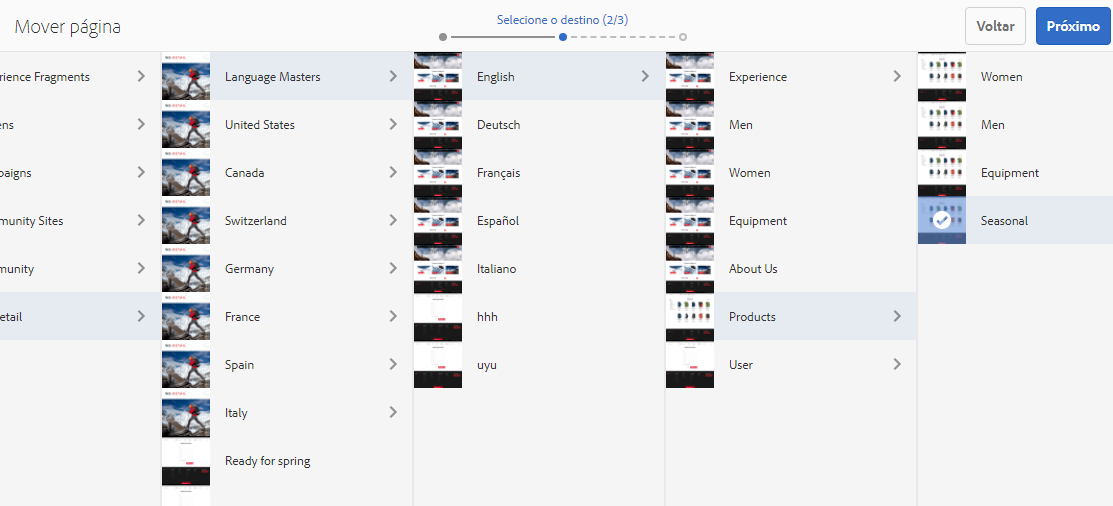 Mover página
Selecione o destino (2/3)
Voltar
Próximo
rience Fragments
ens
paigns
munity Sites
munity
etail
Language Masters
United States
Canada
Switzerland
Germany
France
Spain
Italy
Ready for spring
English
Deutsch
Français
Español
Italiano
hhh
uyu
Experience
Men
Women
Equipment
About Us
Products
User
Women
Men
Equipment
Seasonal